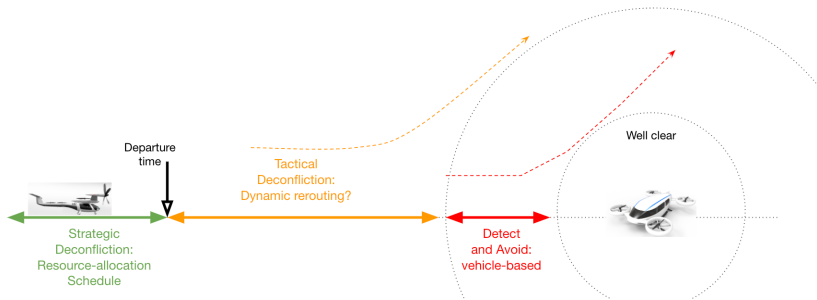 Departure
time
Well clear
Tactical
Deconfliction:
Dynamic rerouting?
Strategic
Deconfliction:
Resource-allocation
Schedule
Detect
and Avoid:
vehicle-based